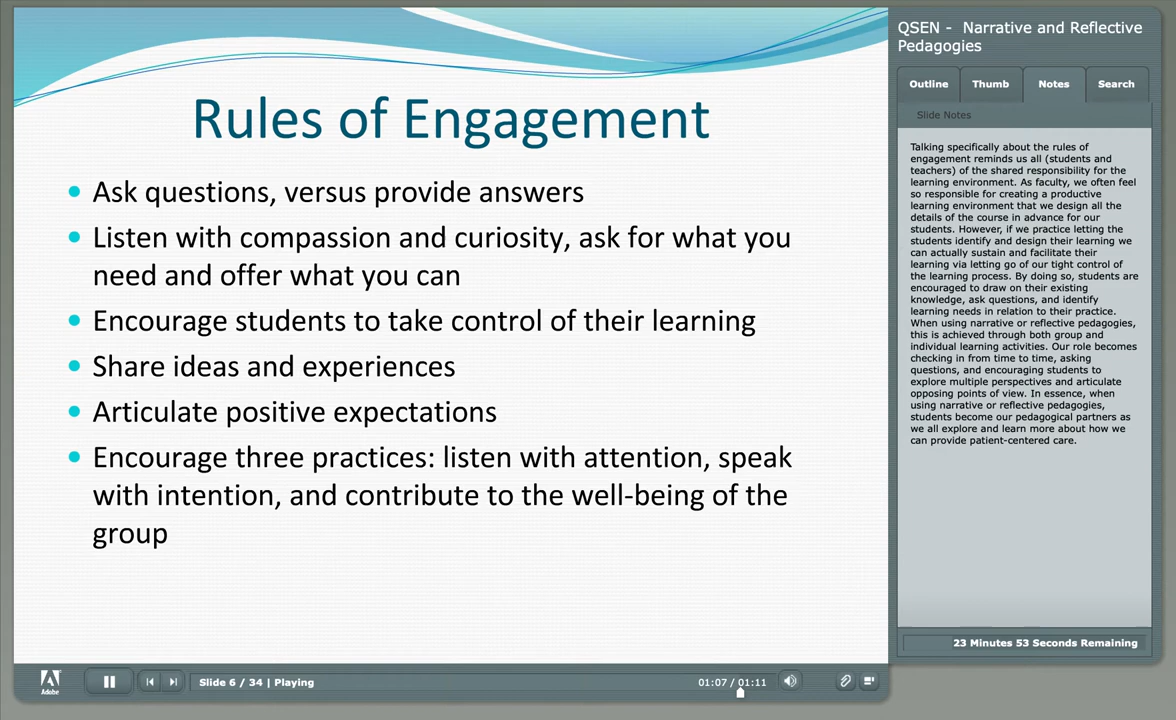 Rules of Engagement
Ask questions, versus provide answers
Listen with compassion and curiosity, ask for what you
need and offer what you can
Encourage students to take control of their learning
Share ideas and experiences
Articulate positive expectations
Encourage three practices: listen with attention, speak
with intention, and contribute to the well-being of the
group
Adobe
Slide 6 / 34 | Playing
01:07 / 01:11
QSEN - Narrative and Reflective
Pedagogies
Outline Thumb Notes Search
Slide Notes
Talking specifically about the rules of
engagement reminds us all (students and
teachers) of the shared responsibility for the
learning environment. As faculty, we often feel
so responsible for creating a productive
learning environment that we design all the
details of the course in advance for our
students. However, if we practice letting the
students identify and design their learning we
can actually sustain and facilitate their
learning via letting go of our tight control of
the learning process. By doing so, students are
encouraged to draw on their existing
knowledge, ask questions, and identify
learning needs in relation to their practice.
When using narrative or reflective pedagogies,
this is achieved through both group and
individual learning activities. Our role becomes
checking in from time to time, asking
questions, and encouraging students to
explore multiple perspectives and articulate
opposing points of view. In essence, when
using narrative or reflective pedagogies,
students become our pedagogical partners as
we all explore and learn more about how we
can provide patient-centered care.
23 Minutes 53 Seconds Remaining